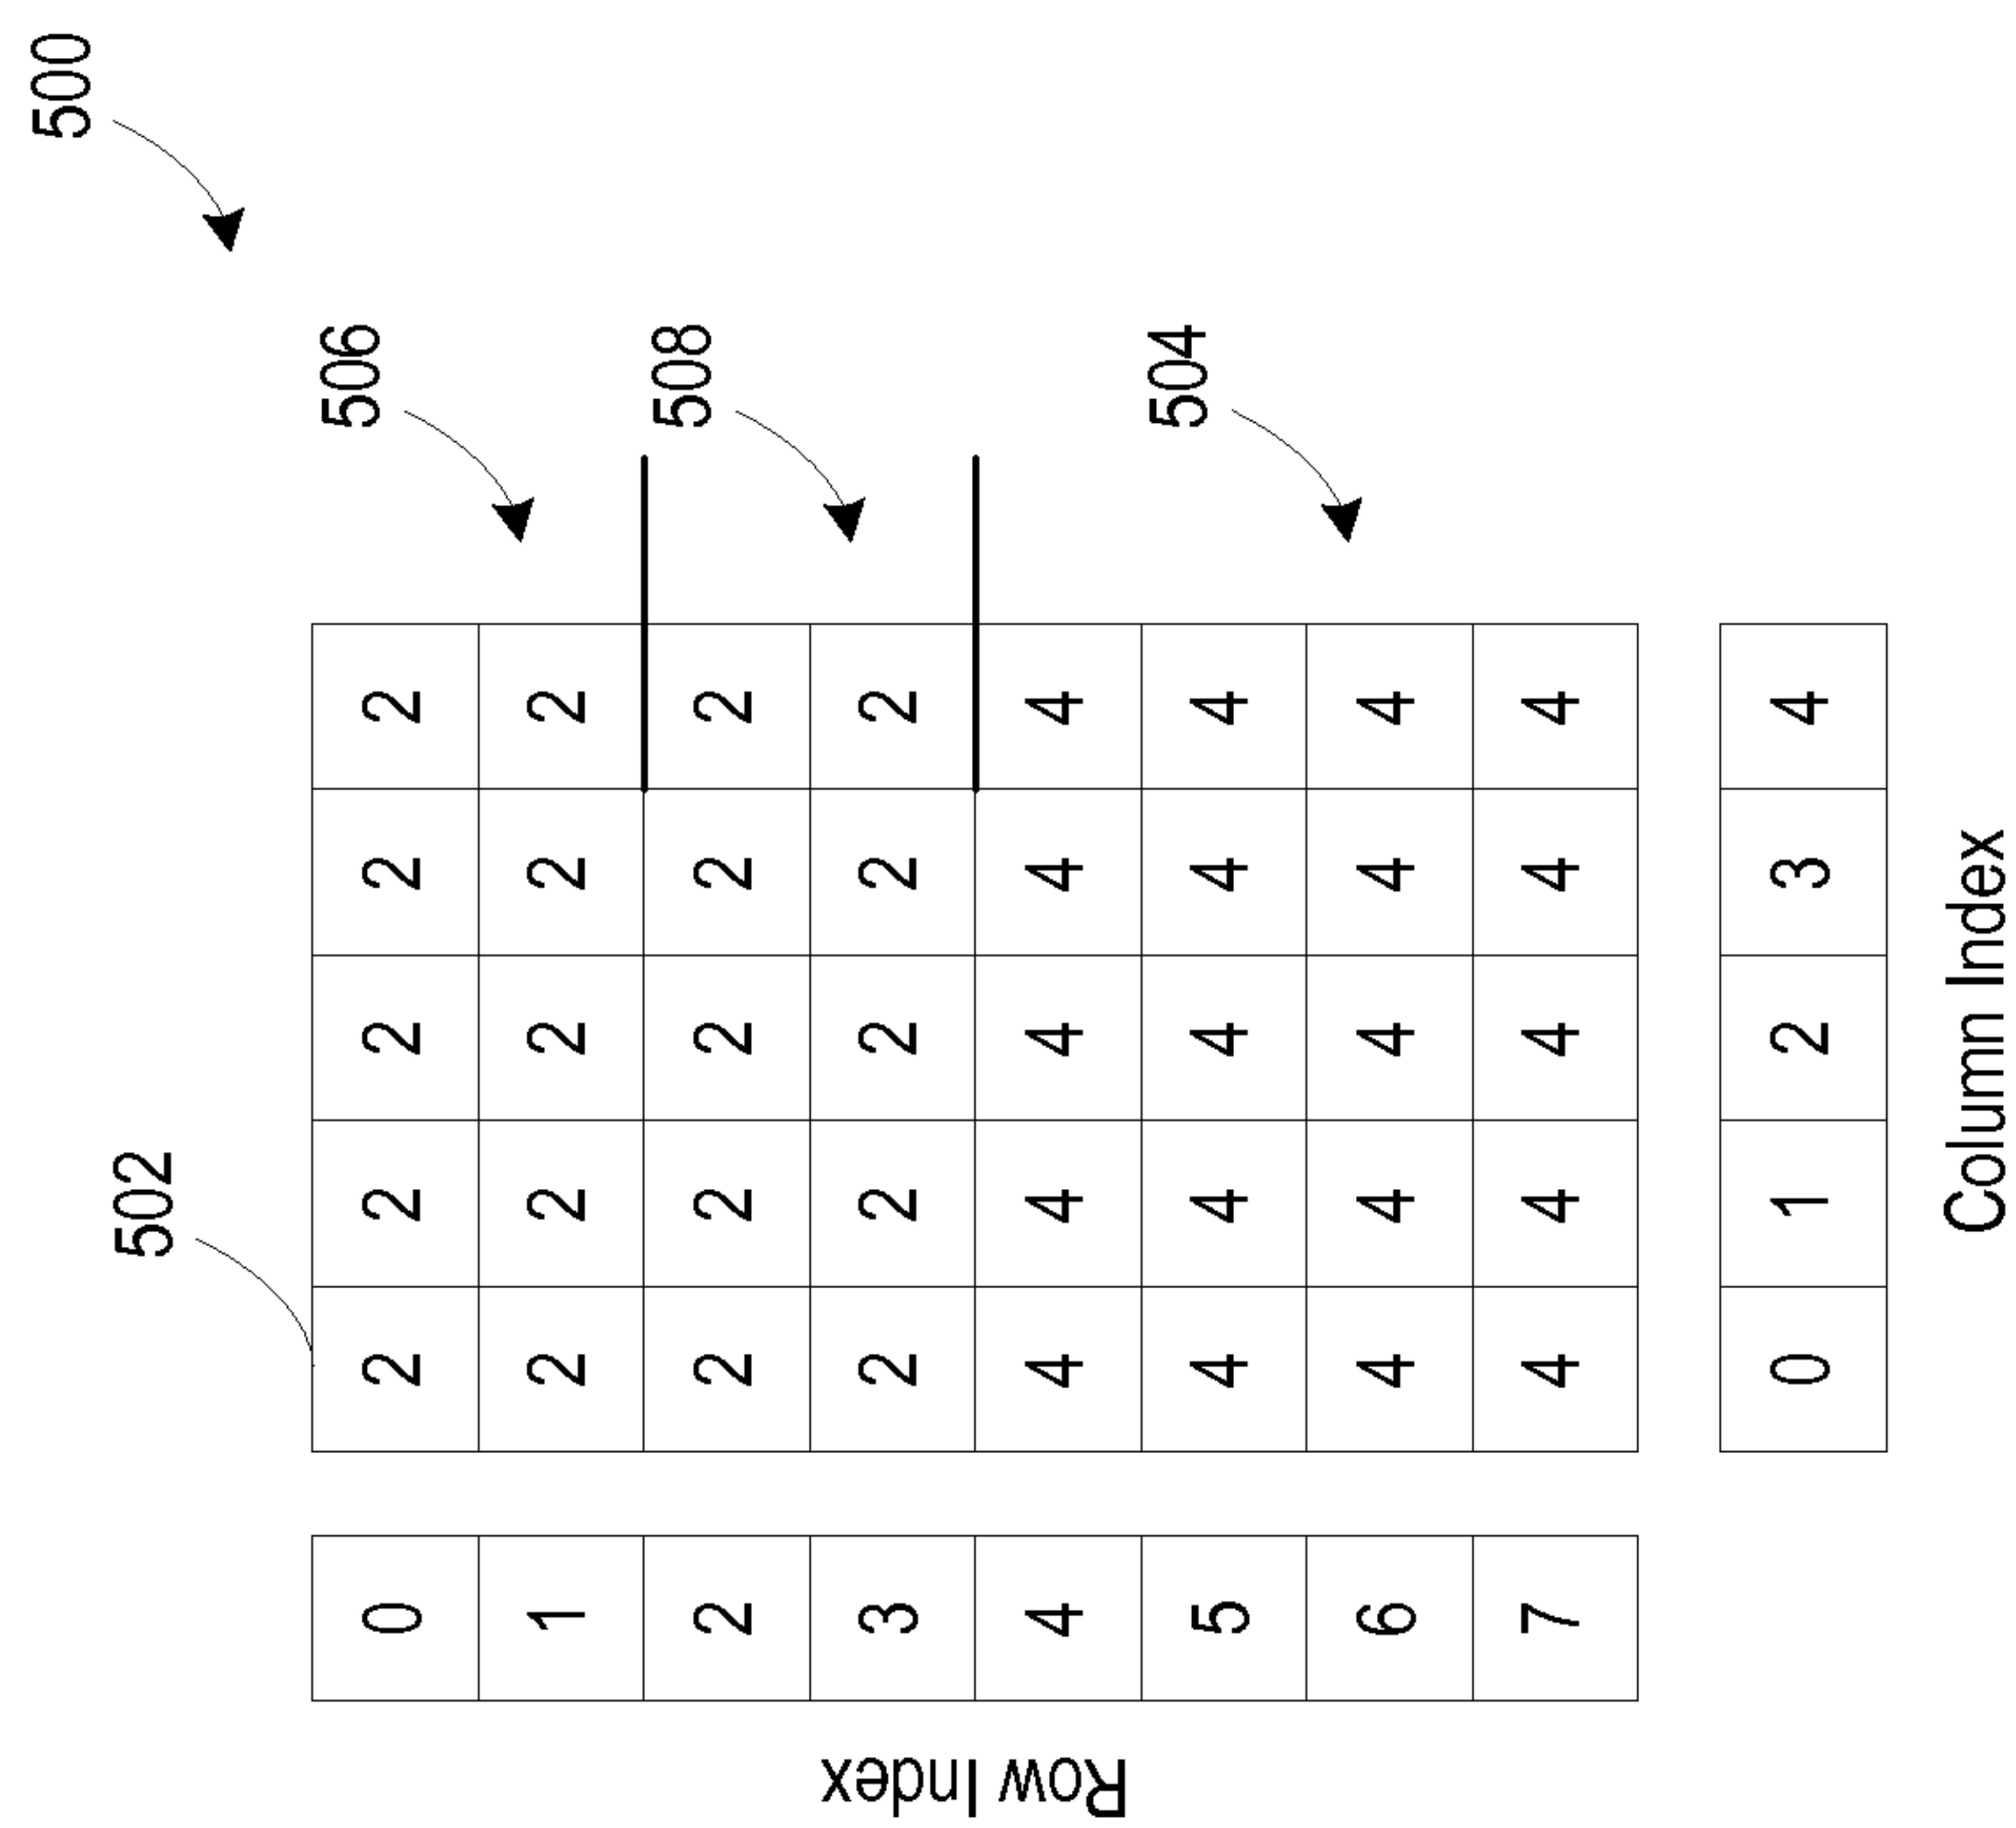 500
502
506
0 2 2 2 2 2
1 2 2 2 2 2
508
2 2 2 2 2 2
3 2 2 2 2 2
Row Index
4 4 4 4 4 4
504
5 4 4 4 4 4
6 4 4 4 4 4
7 4 4 4 4 4
0 1 2 3 4
Column Index